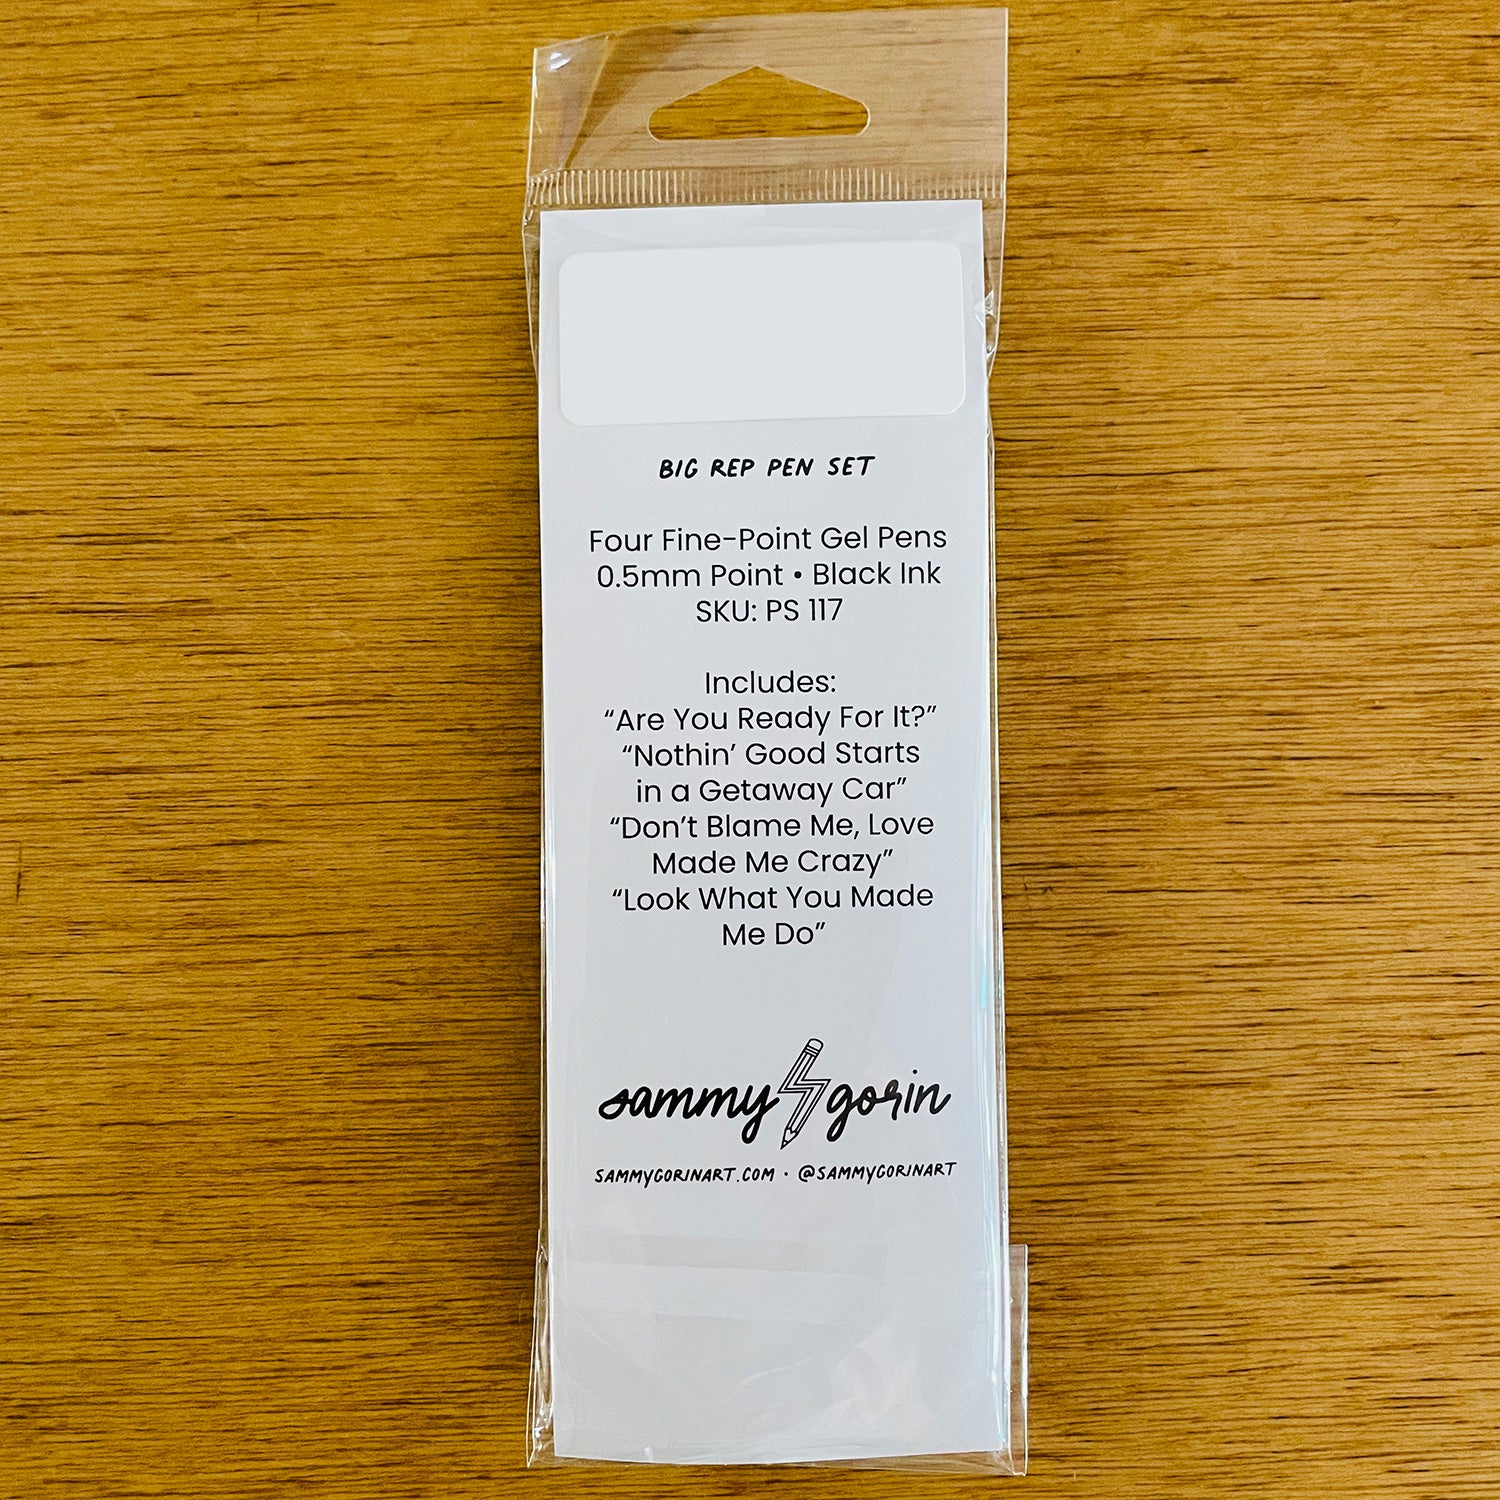 BIG REP PEN SET
Four Fine-Point Gel Pens
0.5mm Point • Black Ink
SKU: PS 117
Includes:
“Are You Ready For It?”
“Nothin’ Good Starts
in a Getaway Car”
“Don’t Blame Me, Love
Made Me Crazy”
“Look What You Made
Me Do”
sammy gorin
SAMMYGORINART.COM • @SAMMYGORINART